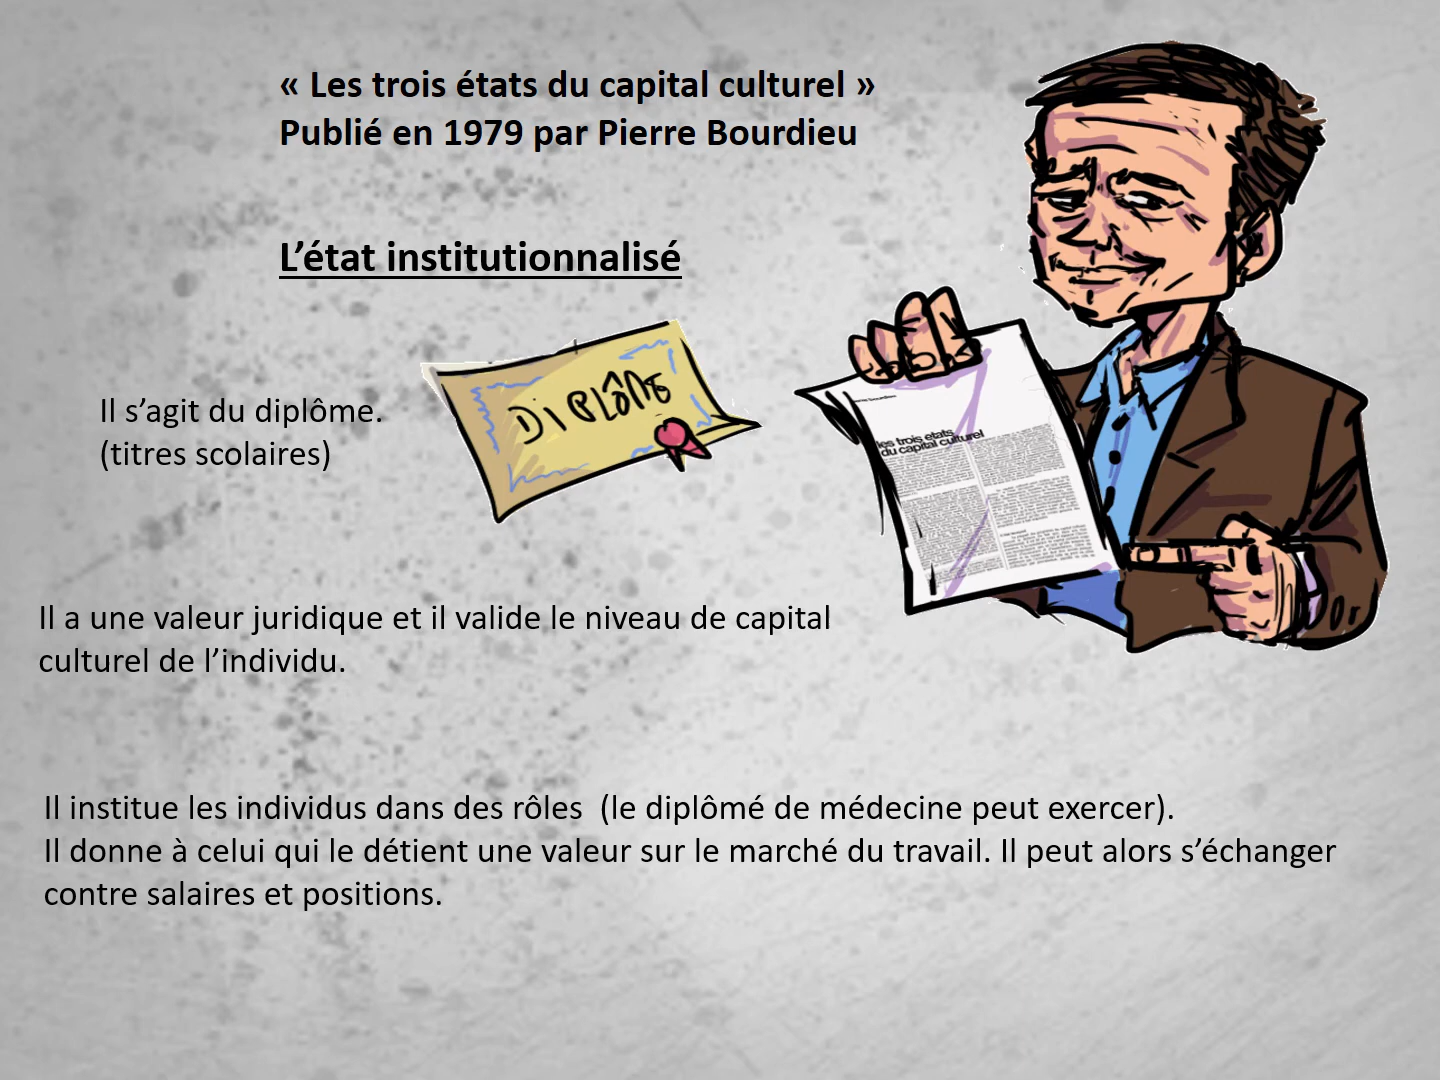 « Les trois états du capital culturel »
Publié en 1979 par Pierre Bourdieu
L’état institutionnalisé
Il s’agit du diplôme.
(titres scolaires)
DIPLÔME
les trois etats
du capital culturel
Il a une valeur juridique et il valide le niveau de capital
culturel de l’individu.
Il institue les individus dans des rôles  (le diplômé de médecine peut exercer).
Il donne à celui qui le détient une valeur sur le marché du travail. Il peut alors s’échanger
contre salaires et positions.